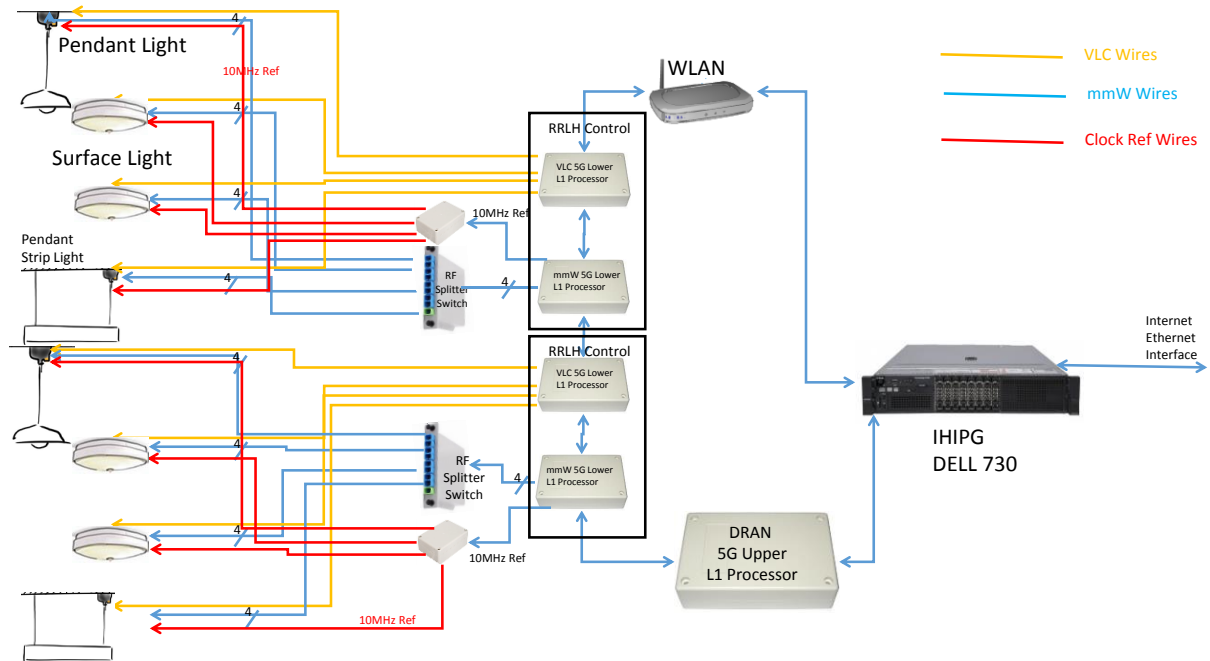 4
Pendant Light
10MHz Ref
WLAN
VLC Wires
mmW Wires
Clock Ref Wires
4
RRLH Control
VLC 5G Lower
L1 Processor
Surface Light
4
10MHz Ref
Pendant
Strip Light
4
RF
Splitter
Switch
4
mmW 5G Lower
L1 Processor
Internet
Ethernet
Interface
RRLH Control
4
VLC 5G Lower
L1 Processor
IHIPG
DELL 730
4
RF
Splitter
Switch
4
mmW 5G Lower
L1 Processor
4
10MHz Ref
DRAN
5G Upper
L1 Processor
4
10MHz Ref